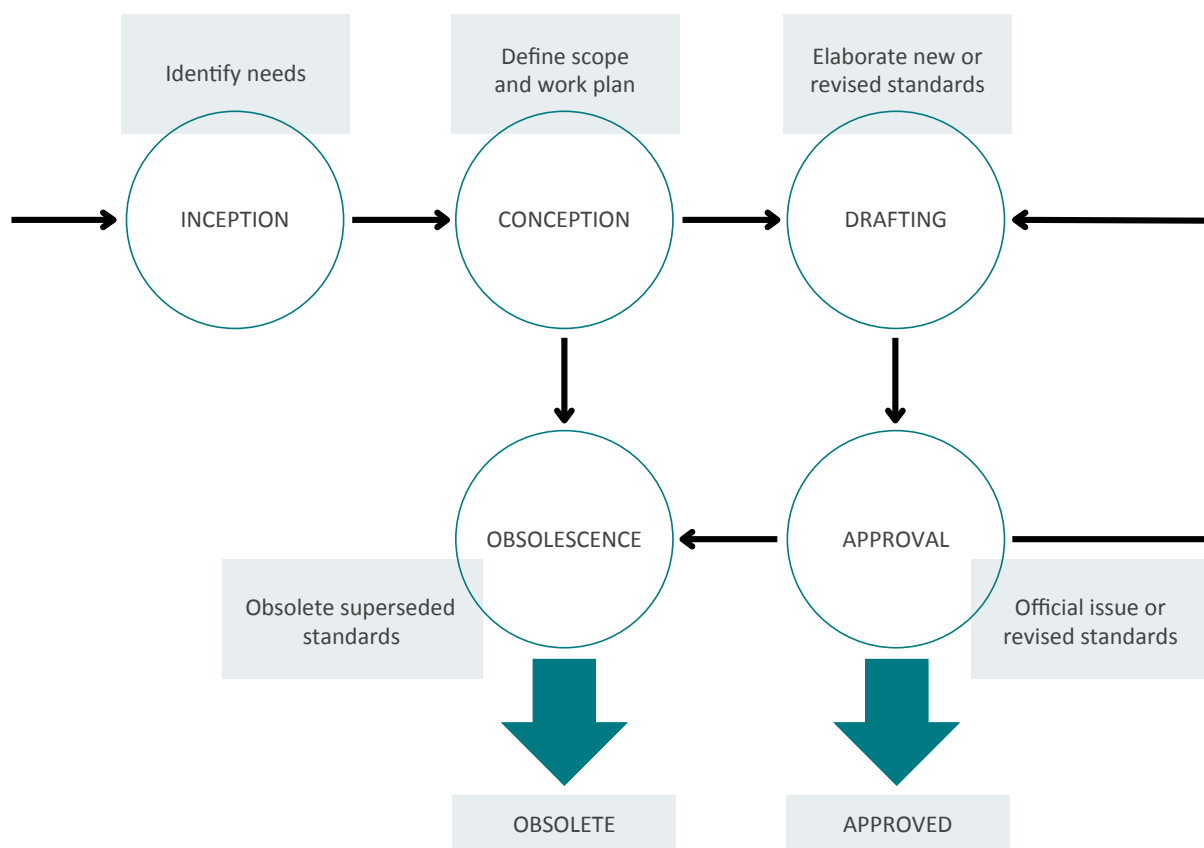 Identify needs
Define scope
and work plan
Elaborate new or
revised standards
INCEPTION
CONCEPTION
DRAFTING
OBSOLESCENCE
APPROVAL
Obsolete superseded
standards
Official issue or
revised standards
OBSOLETE
APPROVED